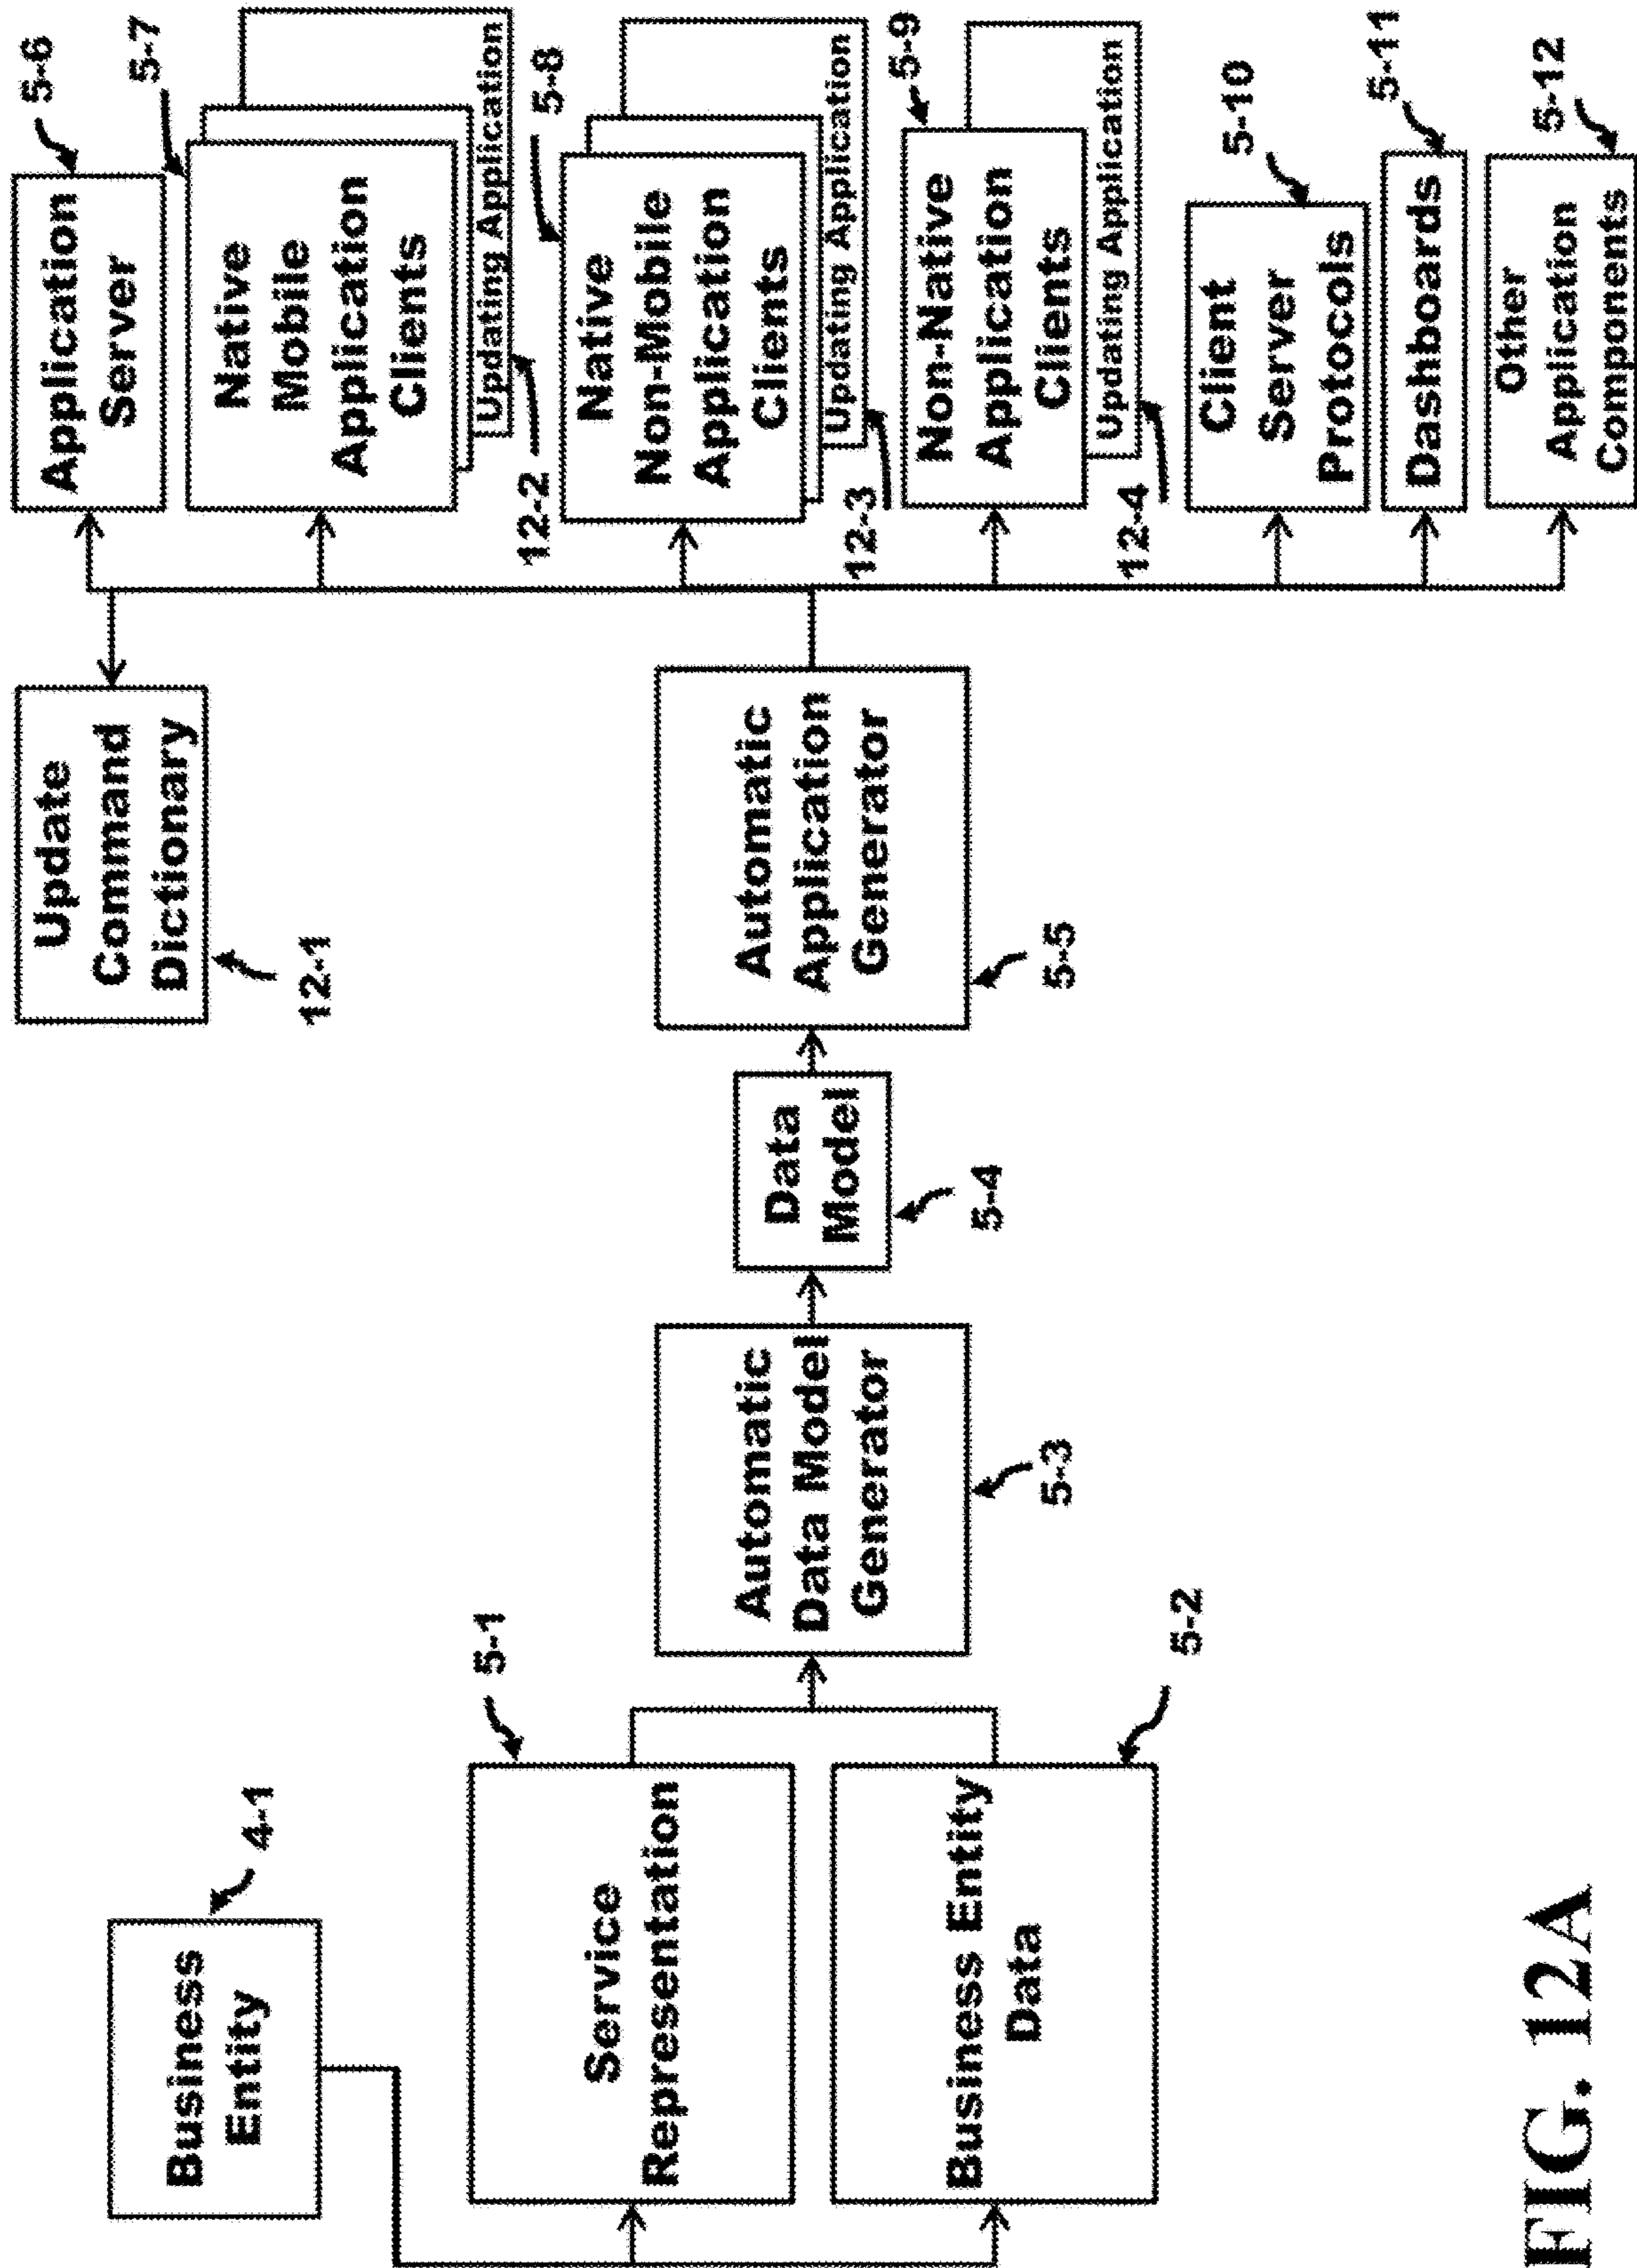 Business
Entity
4-1
Service
Representation
5-1
Business Entity
Data
5-2
Automatic
Data Model
Generator
5-3
Data
Model
5-4
Automatic
Application
Generator
5-5
Update
Command
Dictionary
12-1
Application
Server
5-6
Native
Mobile
Application
Clients
5-7
Updating Application
12-2
Native
Non-Mobile
Application
Clients
5-8
Updating Application
12-3
Non-Native
Application
Clients
5-9
Updating Application
12-4
Client
Server
Protocols
5-10
Dashboards
5-11
Other
Application
Components
5-12
FIG. 12A